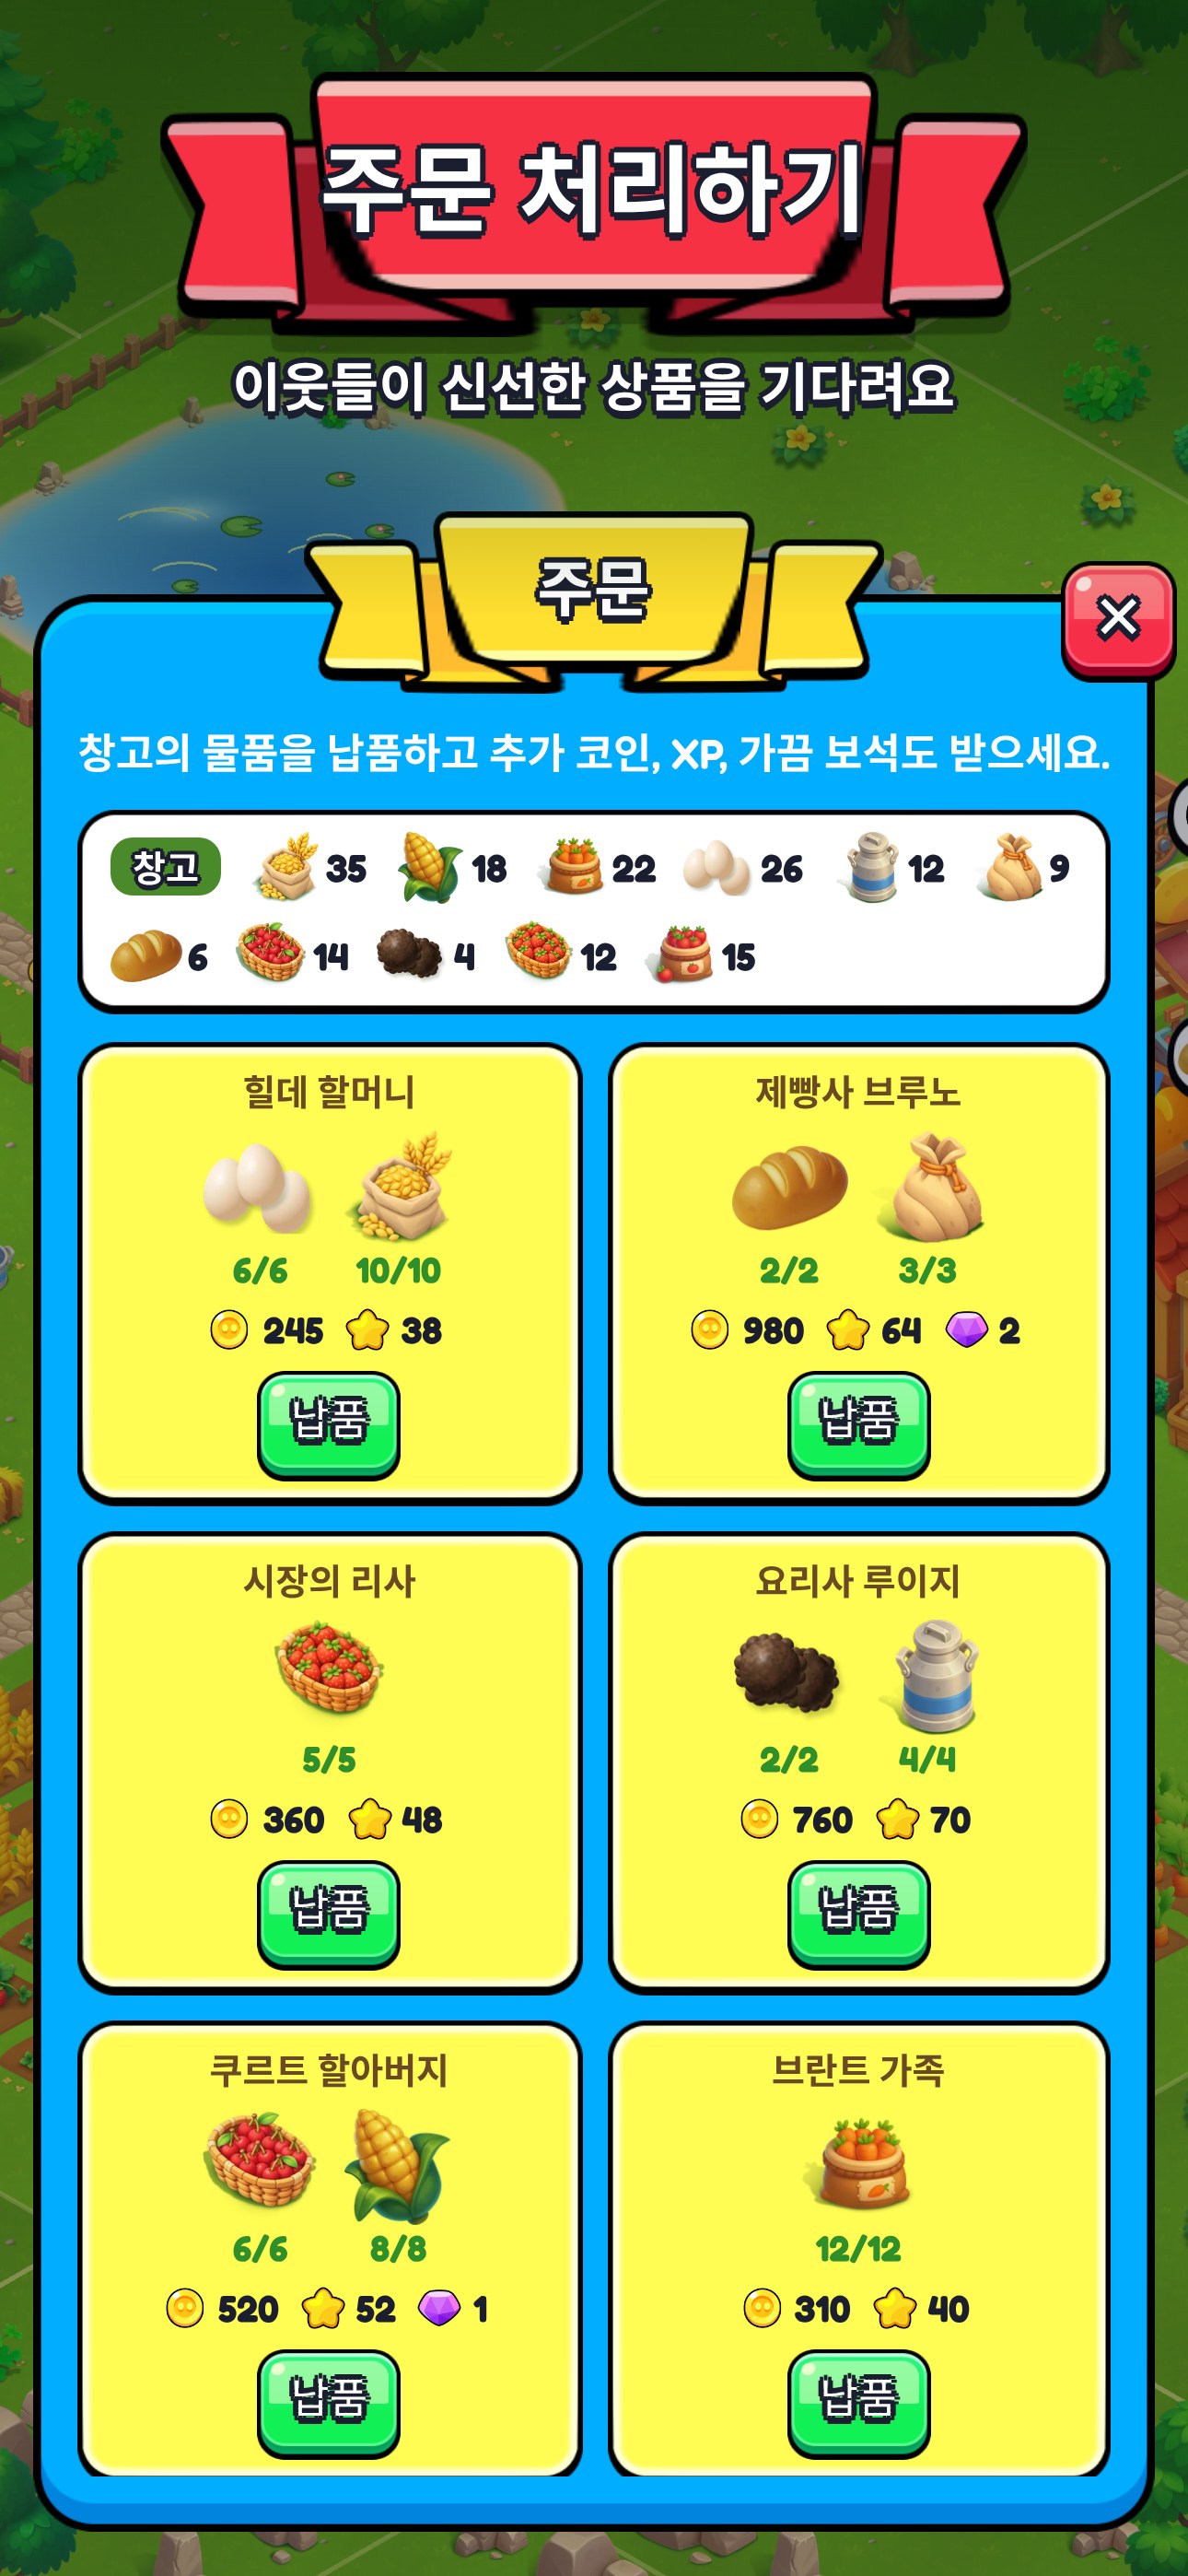 주문 처리하기
이웃들이 신선한 상품을 기다려요
주문
창고의 물품을 납품하고 추가 코인, XP, 가끔 보석도 받으세요.
창고 35 18 22 26 12 9
6 14 4 12 15
힐데 할머니
6/6 10/10
245 38
납품
제빵사 브루노
2/2 3/3
980 64 2
납품
시장의 리사
5/5
360 48
납품
요리사 루이지
2/2 4/4
760 70
납품
쿠르트 할아버지
6/6 8/8
520 52 1
납품
브란트 가족
12/12
310 40
납품